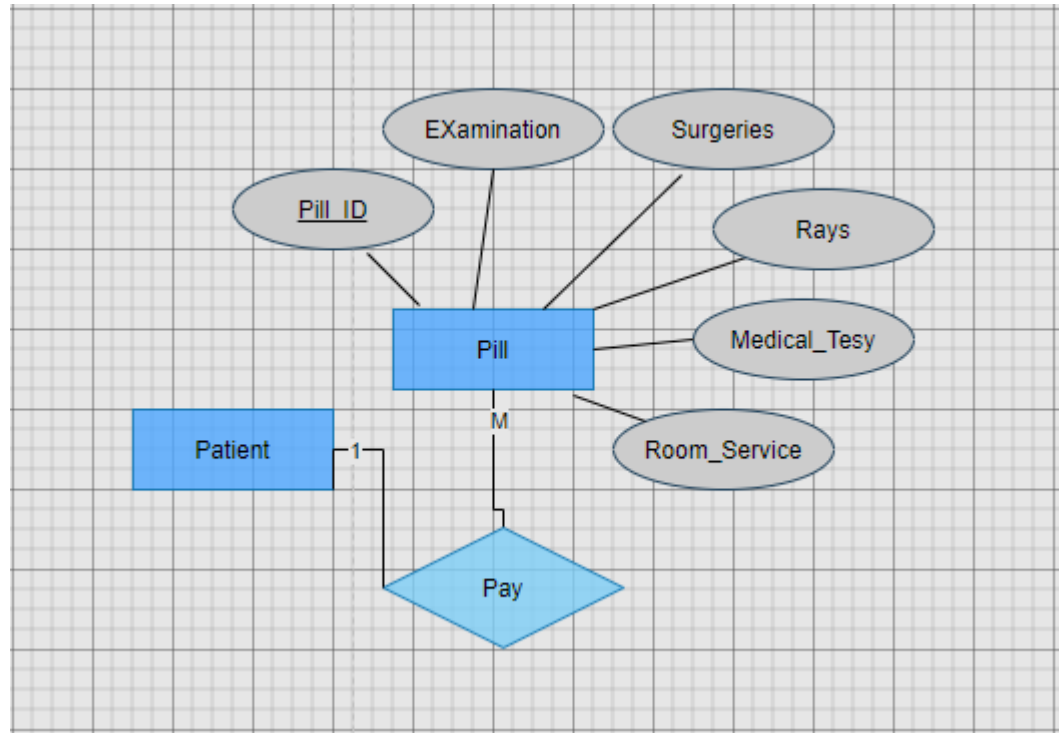 EXamination
Surgeries
Pill_ID
Rays
Pill
Medical_Tesy
M
Patient
1
Room_Service
Pay